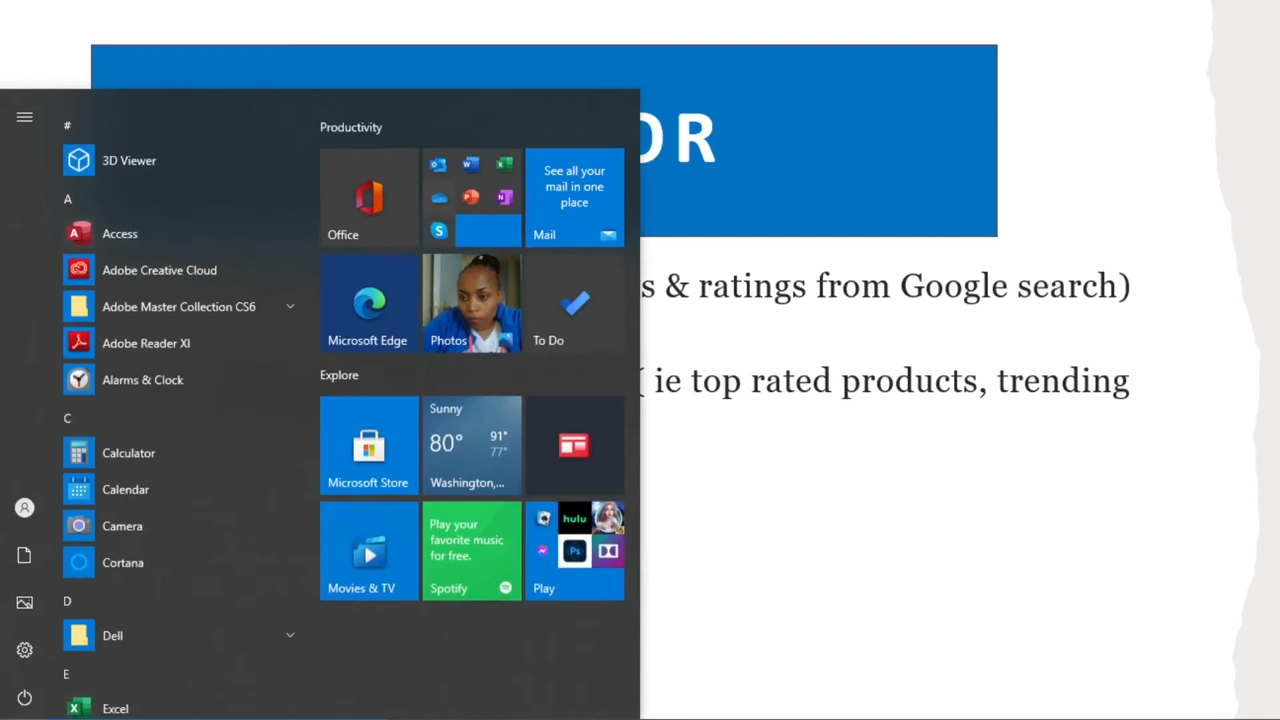 OR
s & ratings from Google search)
( ie top rated products, trending
#
3D Viewer
A
Access
Adobe Creative Cloud
Adobe Master Collection CS6
Adobe Reader XI
Alarms & Clock
C
Calculator
Calendar
Camera
Cortana
D
Dell
E
Excel
Productivity
Office
See all your
mail in one
place
Mail
Microsoft Edge
Photos
To Do
Explore
Microsoft Store
Sunny
80° 91°
77°
Washington,...
Movies & TV
Play your
favorite music
for free.
Spotify
hulu
Ps
Play